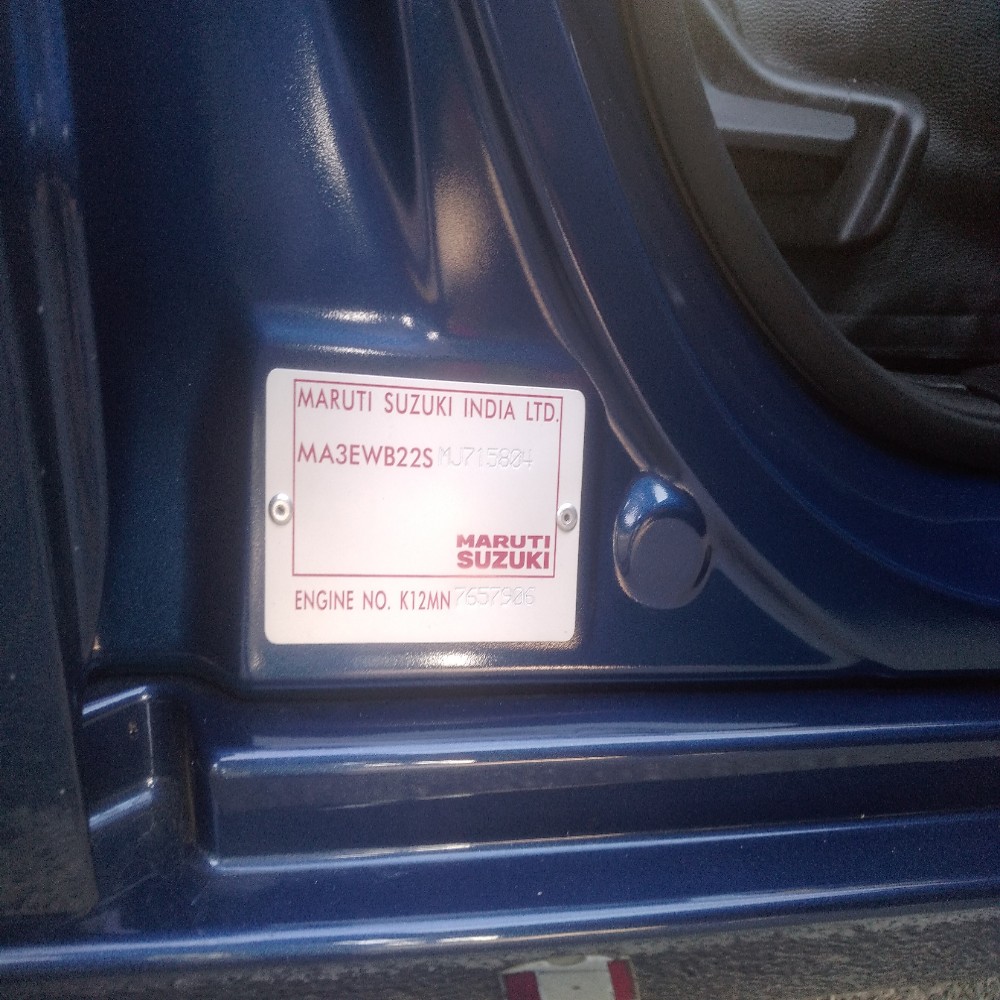 MARUTI SUZUKI INDIA LTD.
MA3EWB22SMJ715804
MARUTI
SUZUKI
ENGINE NO. K12MN7657906